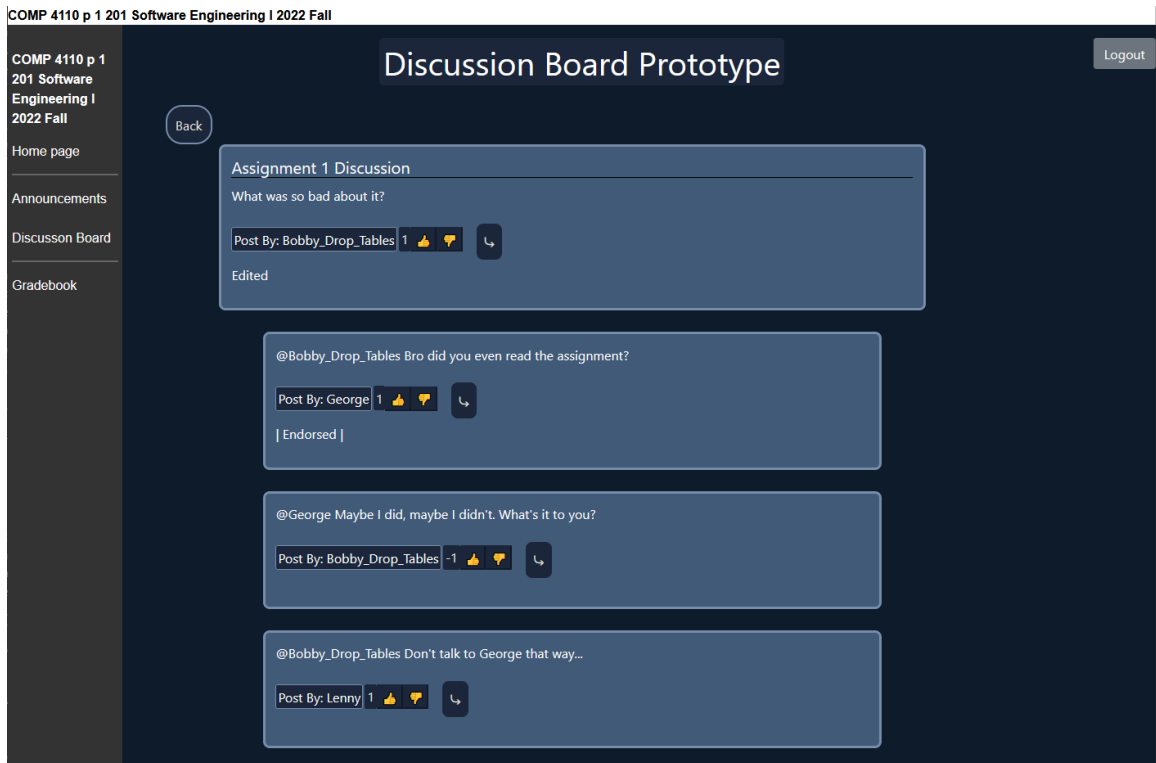 COMP 4110 p 1 201 Software Engineering I 2022 Fall
COMP 4110 p 1
201 Software
Engineering I
2022 Fall
Home page
Announcements
Discusson Board
Gradebook
Discussion Board Prototype
Logout
Back
Assignment 1 Discussion
What was so bad about it?
Post By: Bobby_Drop_Tables 1 👍 👎 ⤷
Edited
@Bobby_Drop_Tables Bro did you even read the assignment?
Post By: George 1 👍 👎 ⤷
| Endorsed |
@George Maybe I did, maybe I didn't. What's it to you?
Post By: Bobby_Drop_Tables -1 👍 👎 ⤷
@Bobby_Drop_Tables Don't talk to George that way...
Post By: Lenny 1 👍 👎 ⤷